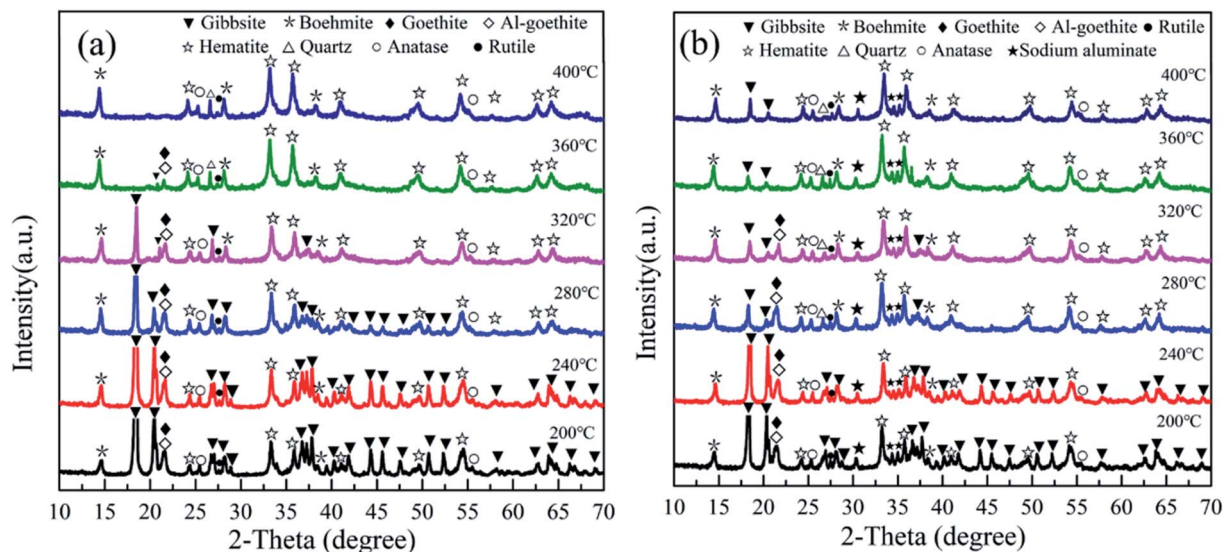 (a)
Gibbsite Boehmite Goethite Al-goethite
Hematite Quartz Anatase Rutile
400℃
360℃
320℃
280℃
240℃
200℃
Intensity(a.u.)
10 15 20 25 30 35 40 45 50 55 60 65 70
2-Theta (degree)
(b)
Gibbsite Boehmite Goethite Al-goethite Rutile
Hematite Quartz Anatase Sodium aluminate
400℃
360℃
320℃
280℃
240℃
200℃
Intensity(a.u.)
10 15 20 25 30 35 40 45 50 55 60 65 70
2-Theta (degree)